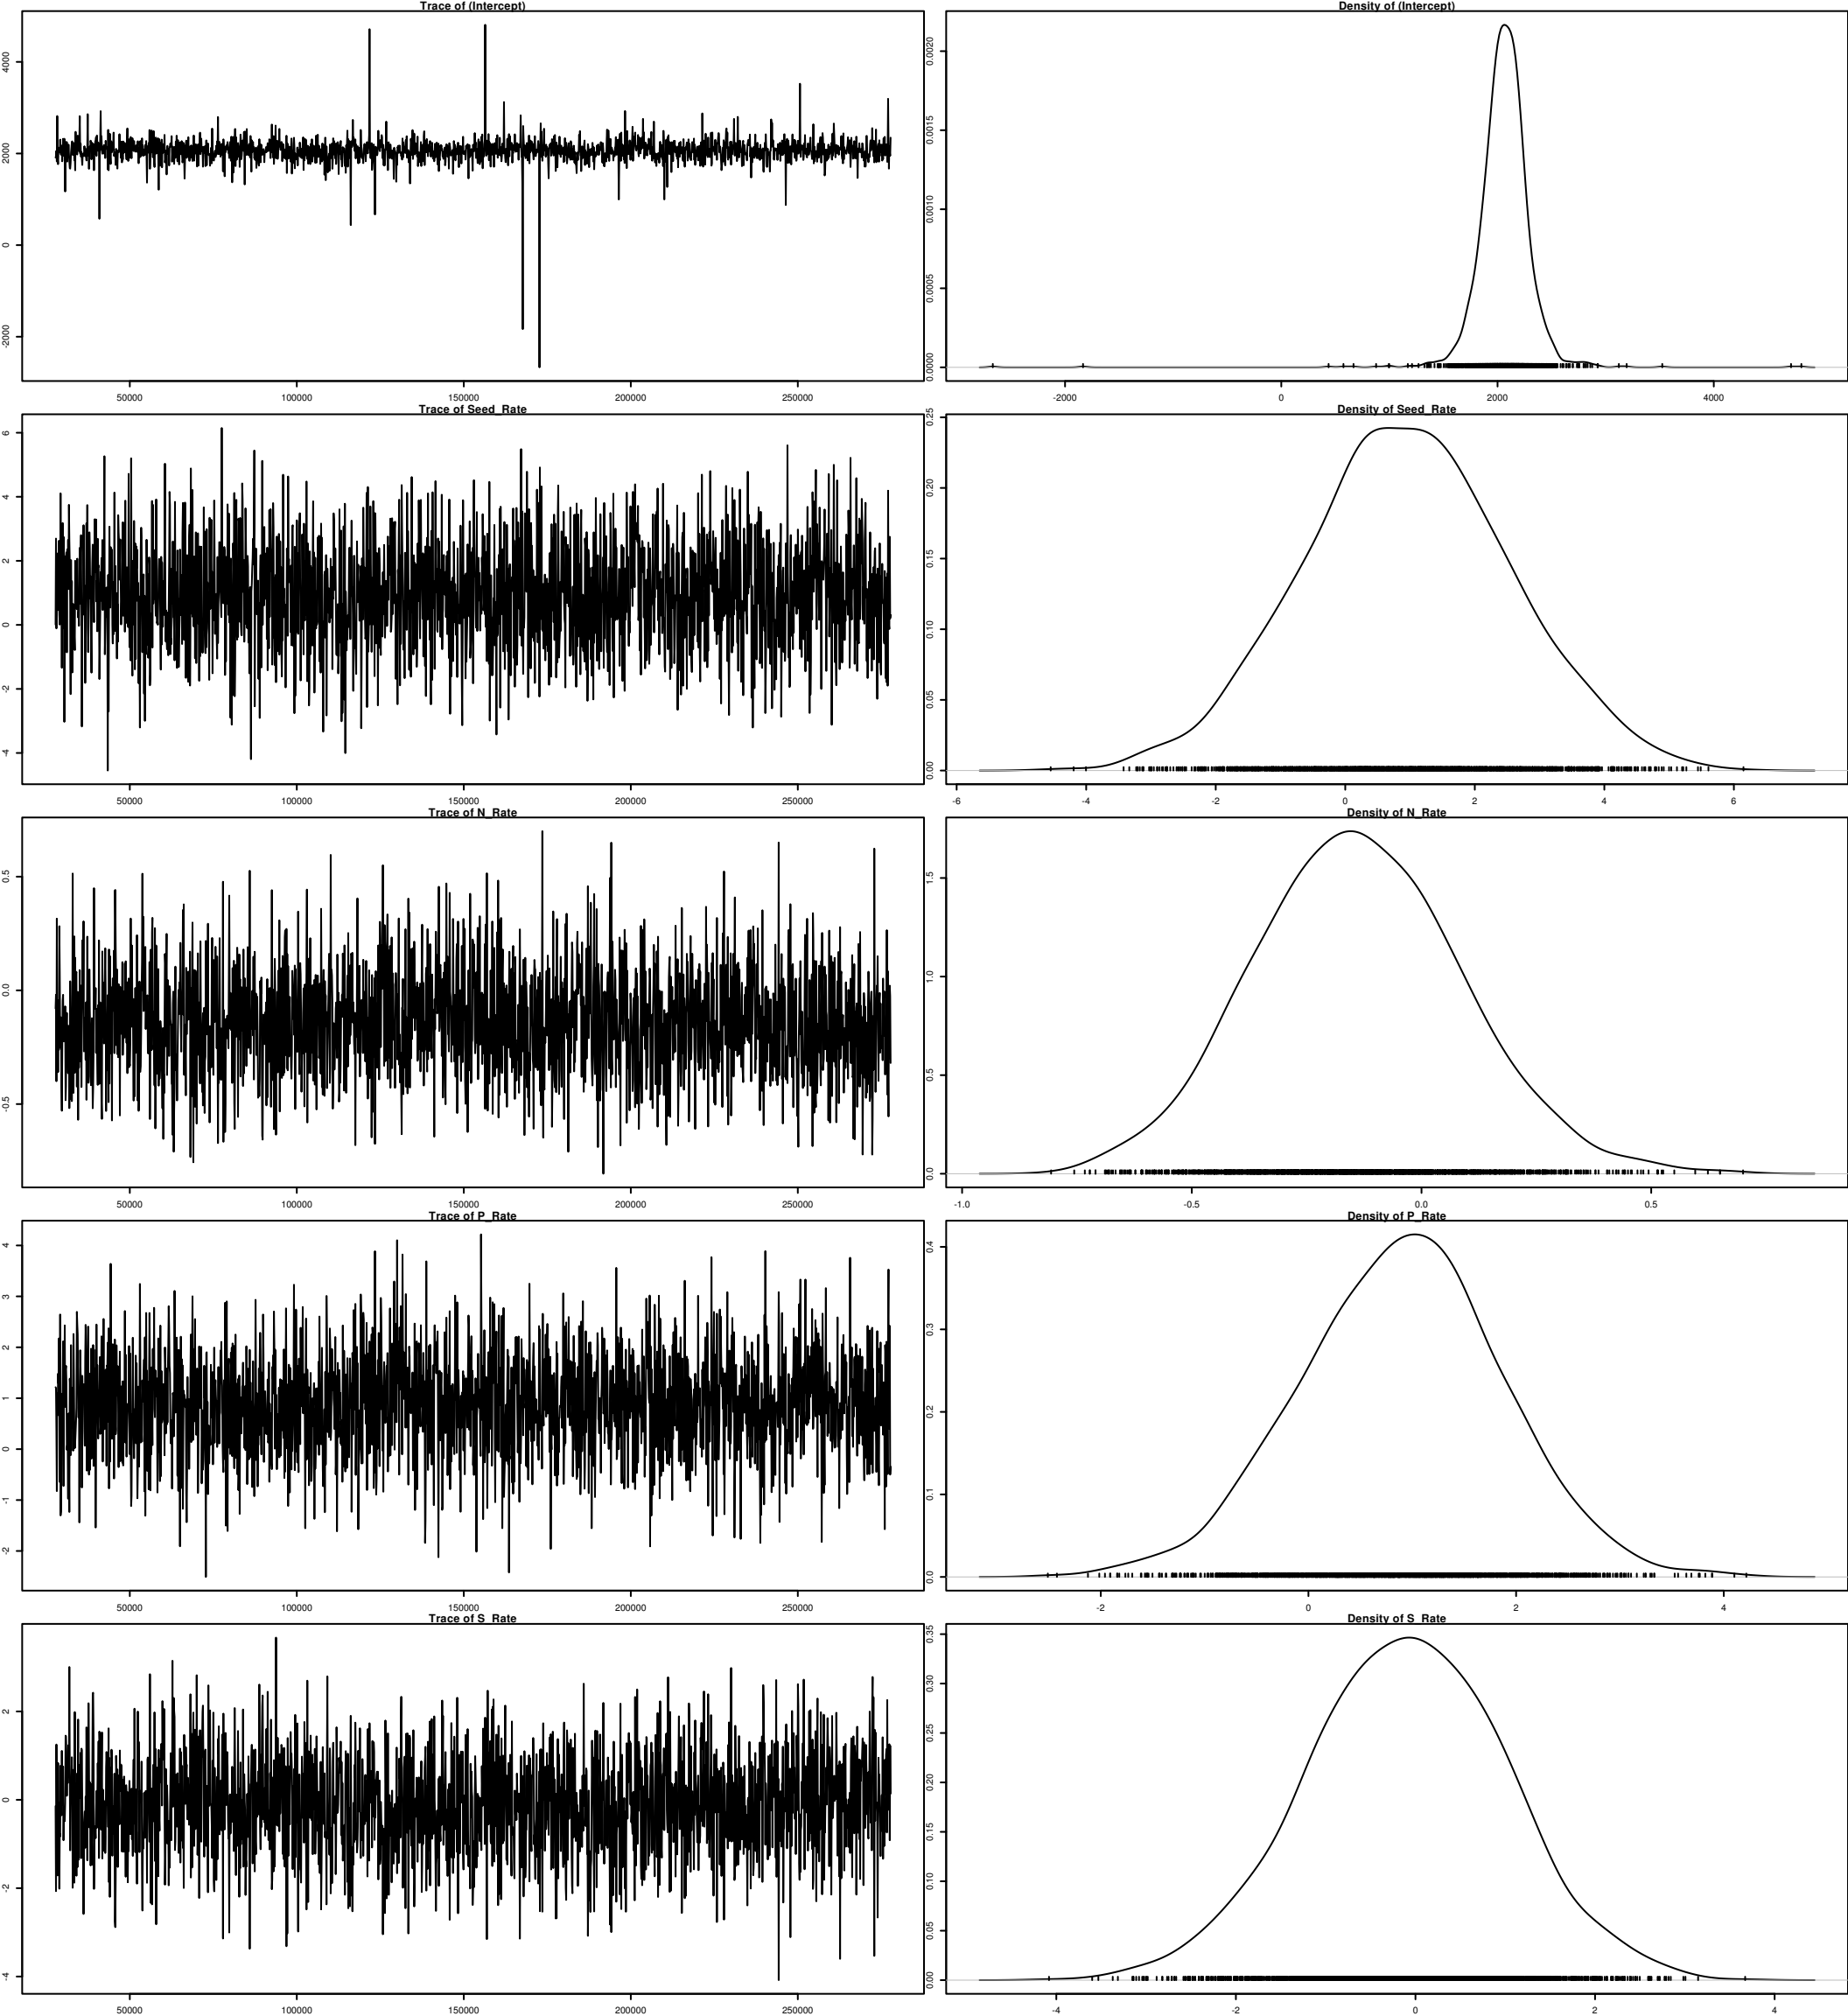 Trace of (Intercept)
Density of (Intercept)
-2000 0 2000 4000
0.0000 0.0005 0.0010 0.0015 0.0020
50000 100000 150000 200000 250000
-2000 0 2000 4000
Trace of Seed_Rate
Density of Seed_Rate
-4 -2 0 2 4 6
0.00 0.05 0.10 0.15 0.20 0.25
50000 100000 150000 200000 250000
-6 -4 -2 0 2 4 6
Trace of N_Rate
Density of N_Rate
-0.5 0.0 0.5
0.0 0.5 1.0 1.5
50000 100000 150000 200000 250000
-1.0 -0.5 0.0 0.5
Trace of P_Rate
Density of P_Rate
-2 -1 0 1 2 3 4
0.0 0.1 0.2 0.3 0.4
50000 100000 150000 200000 250000
-2 0 2 4
Trace of S_Rate
Density of S_Rate
-4 -2 0 2
0.00 0.05 0.10 0.15 0.20 0.25 0.30 0.35
50000 100000 150000 200000 250000
-4 -2 0 2 4